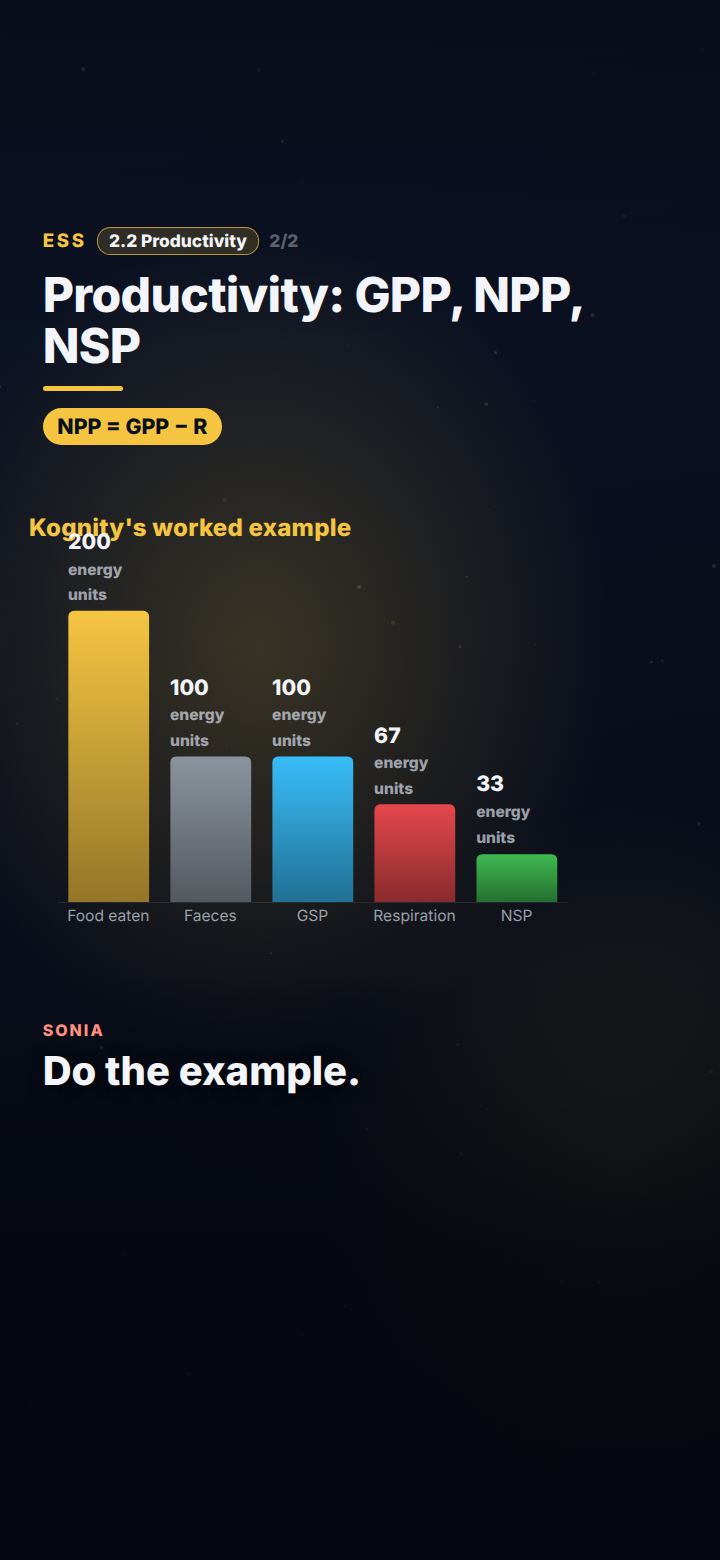 ESS 2.2 Productivity 2/2
Productivity: GPP, NPP,
NSP
NPP = GPP − R
Kognity's worked example
200
energy
units
100
energy
units
100
energy
units
67
energy
units
33
energy
units
Food eaten Faeces GSP Respiration NSP
SONIA
Do the example.